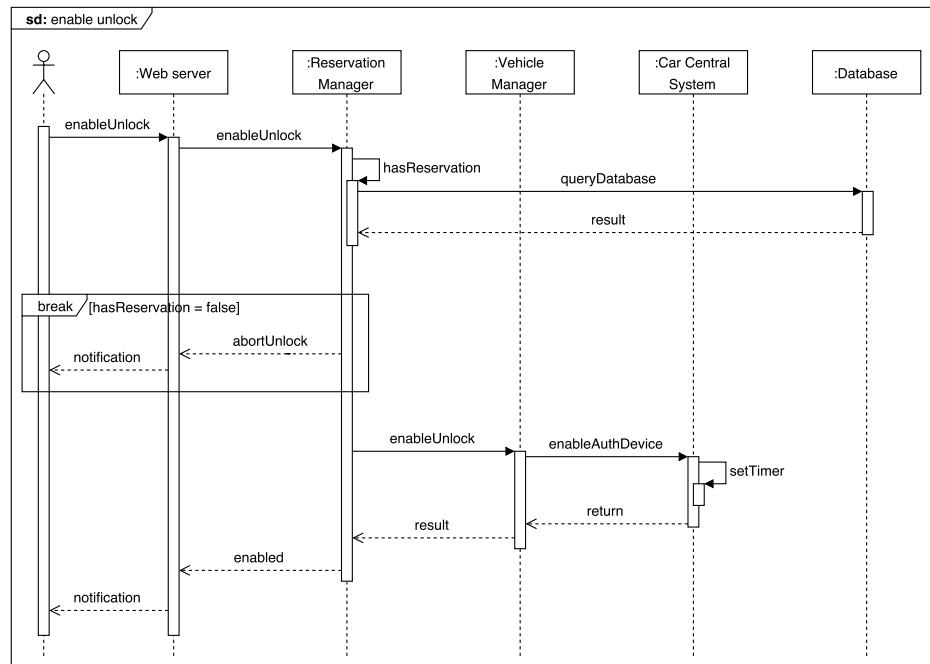 sd: enable unlock
:Web server
:Reservation
Manager
:Vehicle
Manager
:Car Central
System
:Database
enableUnlock
enableUnlock
hasReservation
queryDatabase
result
break
[hasReservation = false]
abortUnlock
notification
enableUnlock
enableAuthDevice
setTimer
return
result
enabled
notification